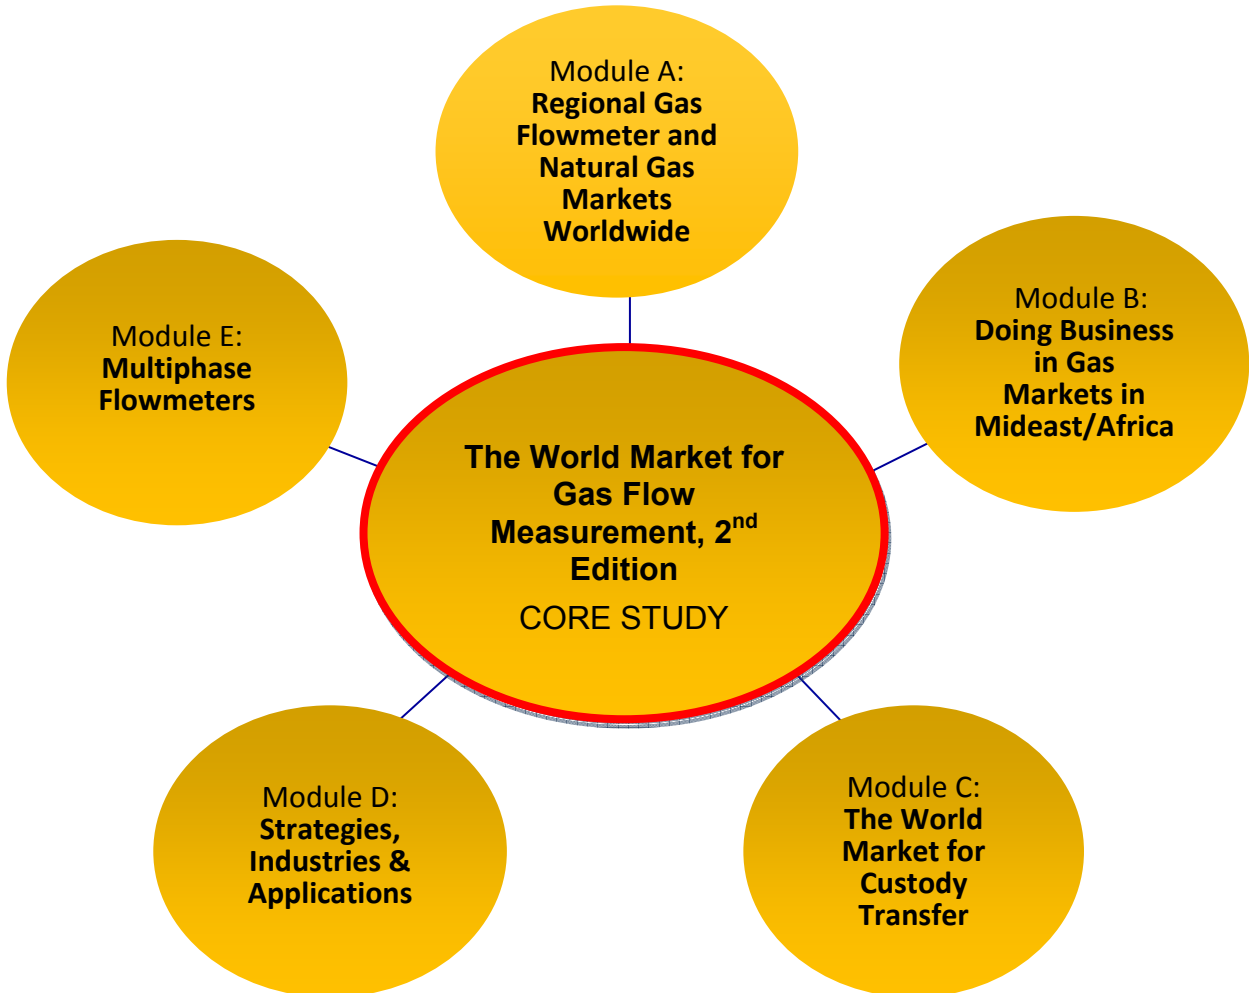 Module A:
Regional Gas
Flowmeter and
Natural Gas
Markets
Worldwide
Module B:
Doing Business
in Gas
Markets in
Mideast/Africa
Module E:
Multiphase
Flowmeters
The World Market for
Gas Flow
Measurement, 2nd
Edition
CORE STUDY
Module D:
Strategies,
Industries &
Applications
Module C:
The World
Market for
Custody
Transfer